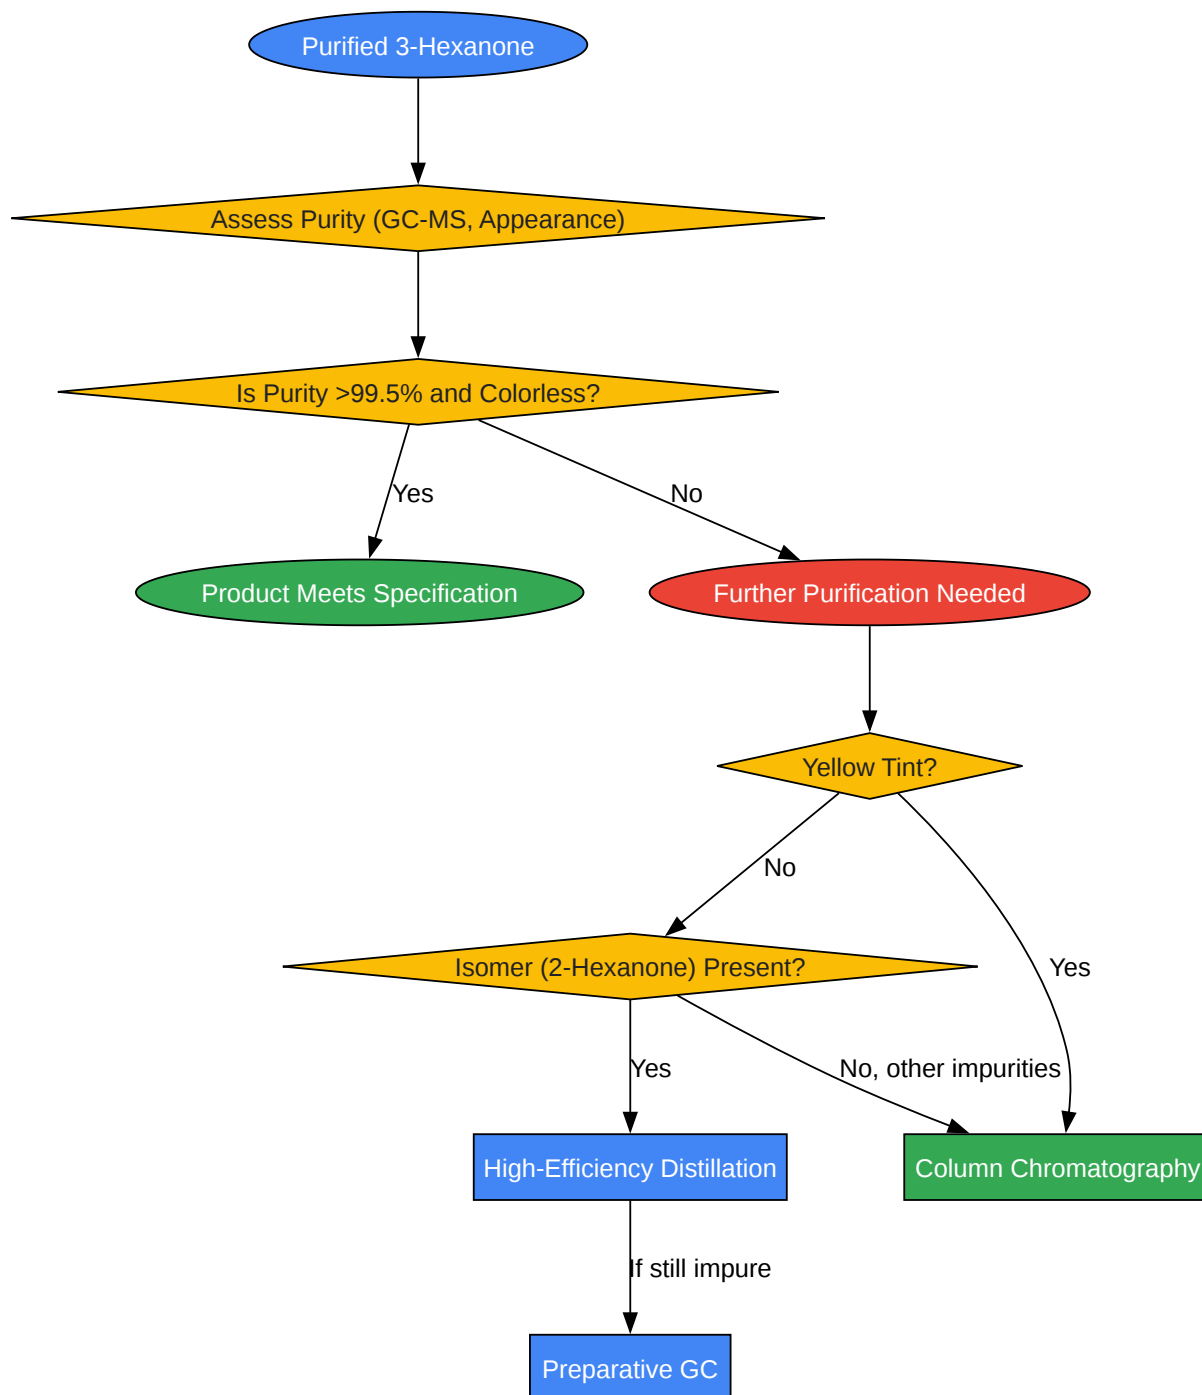 Purified 3-Hexanone
Assess Purity (GC-MS, Appearance)
Is Purity >99.5% and Colorless?
Yes
No
Product Meets Specification
Further Purification Needed
Yellow Tint?
No
Isomer (2-Hexanone) Present?
Yes
Yes
No, other impurities
High-Efficiency Distillation
Column Chromatography
If still impure
Preparative GC